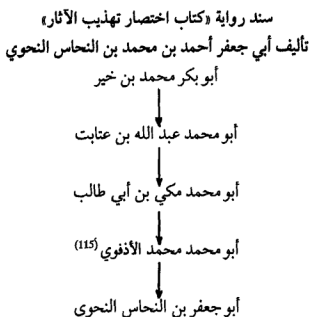 سند رواية «كتاب اختصار تهذيب الآثار»
تأليف أبي جعفر أحمد بن محمد بن النحاس النحوي
أبو بكر محمد بن خير
أبو محمد عبد الله بن عتابت
أبو محمد مكي بن أبي طالب
أبو محمد محمد الأذفوي (115)
أبو جعفر بن النحاس النحوي